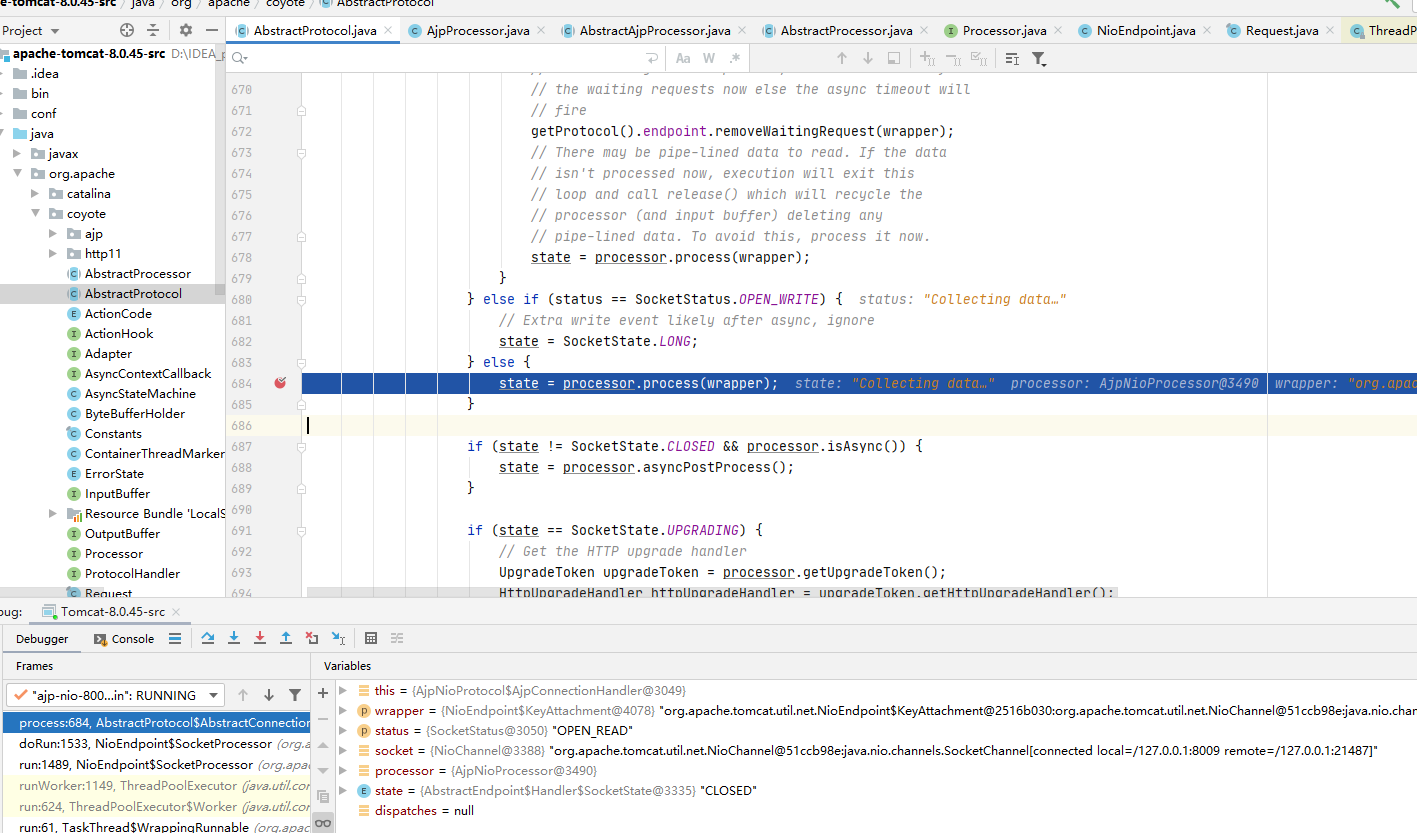 e-tomcat-8.0.45-src / java / org / apache / coyote / AbstractProtocol
Project
AbstractProtocol.java
AjpProcessor.java
AbstractAjpProcessor.java
AbstractProcessor.java
Processor.java
NioEndpoint.java
Request.java
ThreadP
apache-tomcat-8.0.45-src D:\IDEA_p
Aa W .*
.idea
bin
conf
java
javax
org.apache
catalina
coyote
ajp
http11
AbstractProcessor
AbstractProtocol
ActionCode
ActionHook
Adapter
AsyncContextCallback
AsyncStateMachine
ByteBufferHolder
Constants
ContainerThreadMarker
ErrorState
InputBuffer
Resource Bundle 'LocalS
OutputBuffer
Processor
ProtocolHandler
Request
670 // the waiting requests now else the async timeout will
671 // fire
672 getProtocol().endpoint.removeWaitingRequest(wrapper);
673 // There may be pipe-lined data to read. If the data
674 // isn't processed now, execution will exit this
675 // loop and call release() which will recycle the
676 // processor (and input buffer) deleting any
677 // pipe-lined data. To avoid this, process it now.
678 state = processor.process(wrapper);
679 }
680 } else if (status == SocketStatus.OPEN_WRITE) { status: "Collecting data…"
681 // Extra write event likely after async, ignore
682 state = SocketState.LONG;
683 } else {
684 state = processor.process(wrapper); state: "Collecting data…" processor: AjpNioProcessor@3490 wrapper: "org.apac
685 }
686
687 if (state != SocketState.CLOSED && processor.isAsync()) {
688 state = processor.asyncPostProcess();
689 }
690
691 if (state == SocketState.UPGRADING) {
692 // Get the HTTP upgrade handler
693 UpgradeToken upgradeToken = processor.getUpgradeToken();
694 HttpUpgradeHandler httpUpgradeHandler = upgradeToken.getHttpUpgradeHandler();
bug: Tomcat-8.0.45-src
Debugger Console
Frames Variables
"ajp-nio-800...in": RUNNING
process:684, AbstractProtocol$AbstractConnection
doRun:1533, NioEndpoint$SocketProcessor (org.a
run:1489, NioEndpoint$SocketProcessor (org.apac
runWorker:1149, ThreadPoolExecutor (java.util.con
run:624, ThreadPoolExecutor$Worker (java.util.con
run:61, TaskThread$WrappingRunnable (org.apac
this = {AjpNioProtocol$AjpConnectionHandler@3049}
wrapper = {NioEndpoint$KeyAttachment@4078} "org.apache.tomcat.util.net.NioEndpoint$KeyAttachment@2516b030:org.apache.tomcat.util.net.NioChannel@51ccb98e:java.nio.chan
status = {SocketStatus@3050} "OPEN_READ"
socket = {NioChannel@3388} "org.apache.tomcat.util.net.NioChannel@51ccb98e:java.nio.channels.SocketChannel[connected local=/127.0.0.1:8009 remote=/127.0.0.1:21487]"
processor = {AjpNioProcessor@3490}
state = {AbstractEndpoint$Handler$SocketState@3335} "CLOSED"
dispatches = null